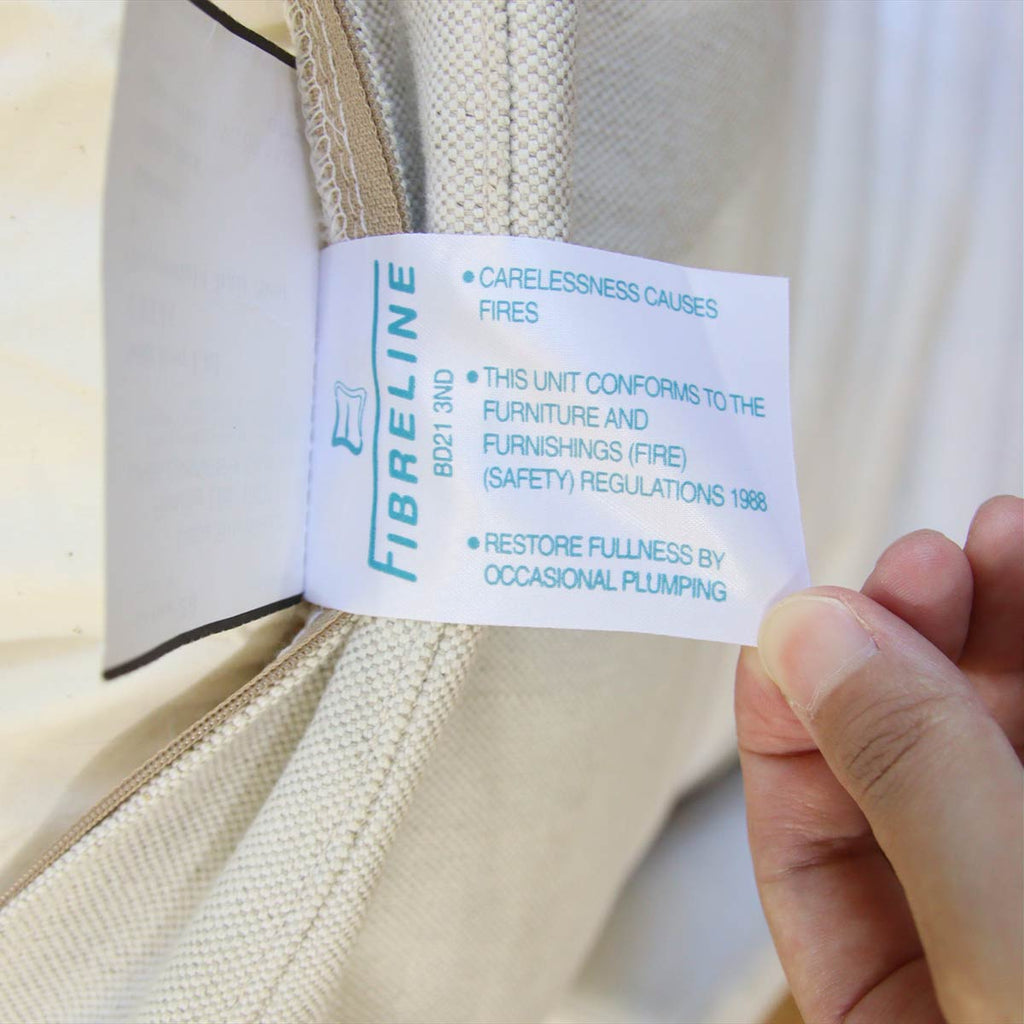 FIBRELINE
BD21 3ND
• CARELESSNESS CAUSES
FIRES
• THIS UNIT CONFORMS TO THE
FURNITURE AND
FURNISHINGS (FIRE)
(SAFETY) REGULATIONS 1988
• RESTORE FULLNESS BY
OCCASIONAL PLUMPING